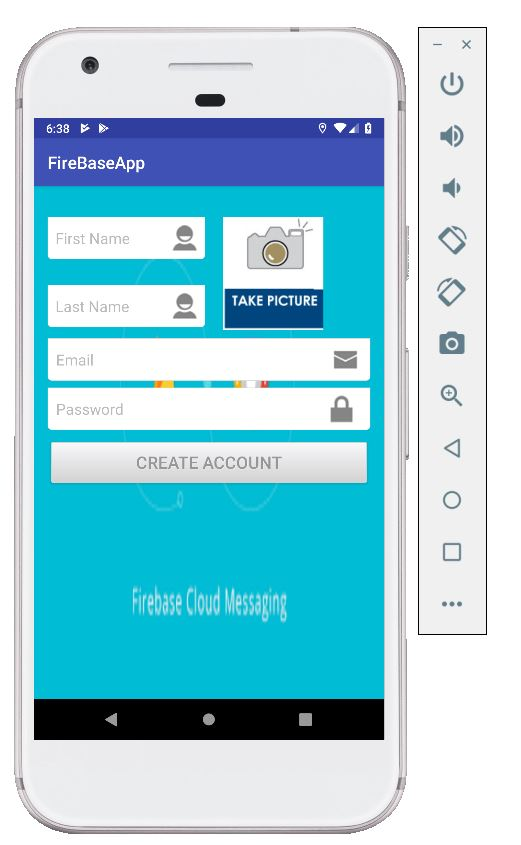 6:38
FireBaseApp
First Name
Last Name
TAKE PICTURE
Email
Password
CREATE ACCOUNT
Firebase Cloud Messaging